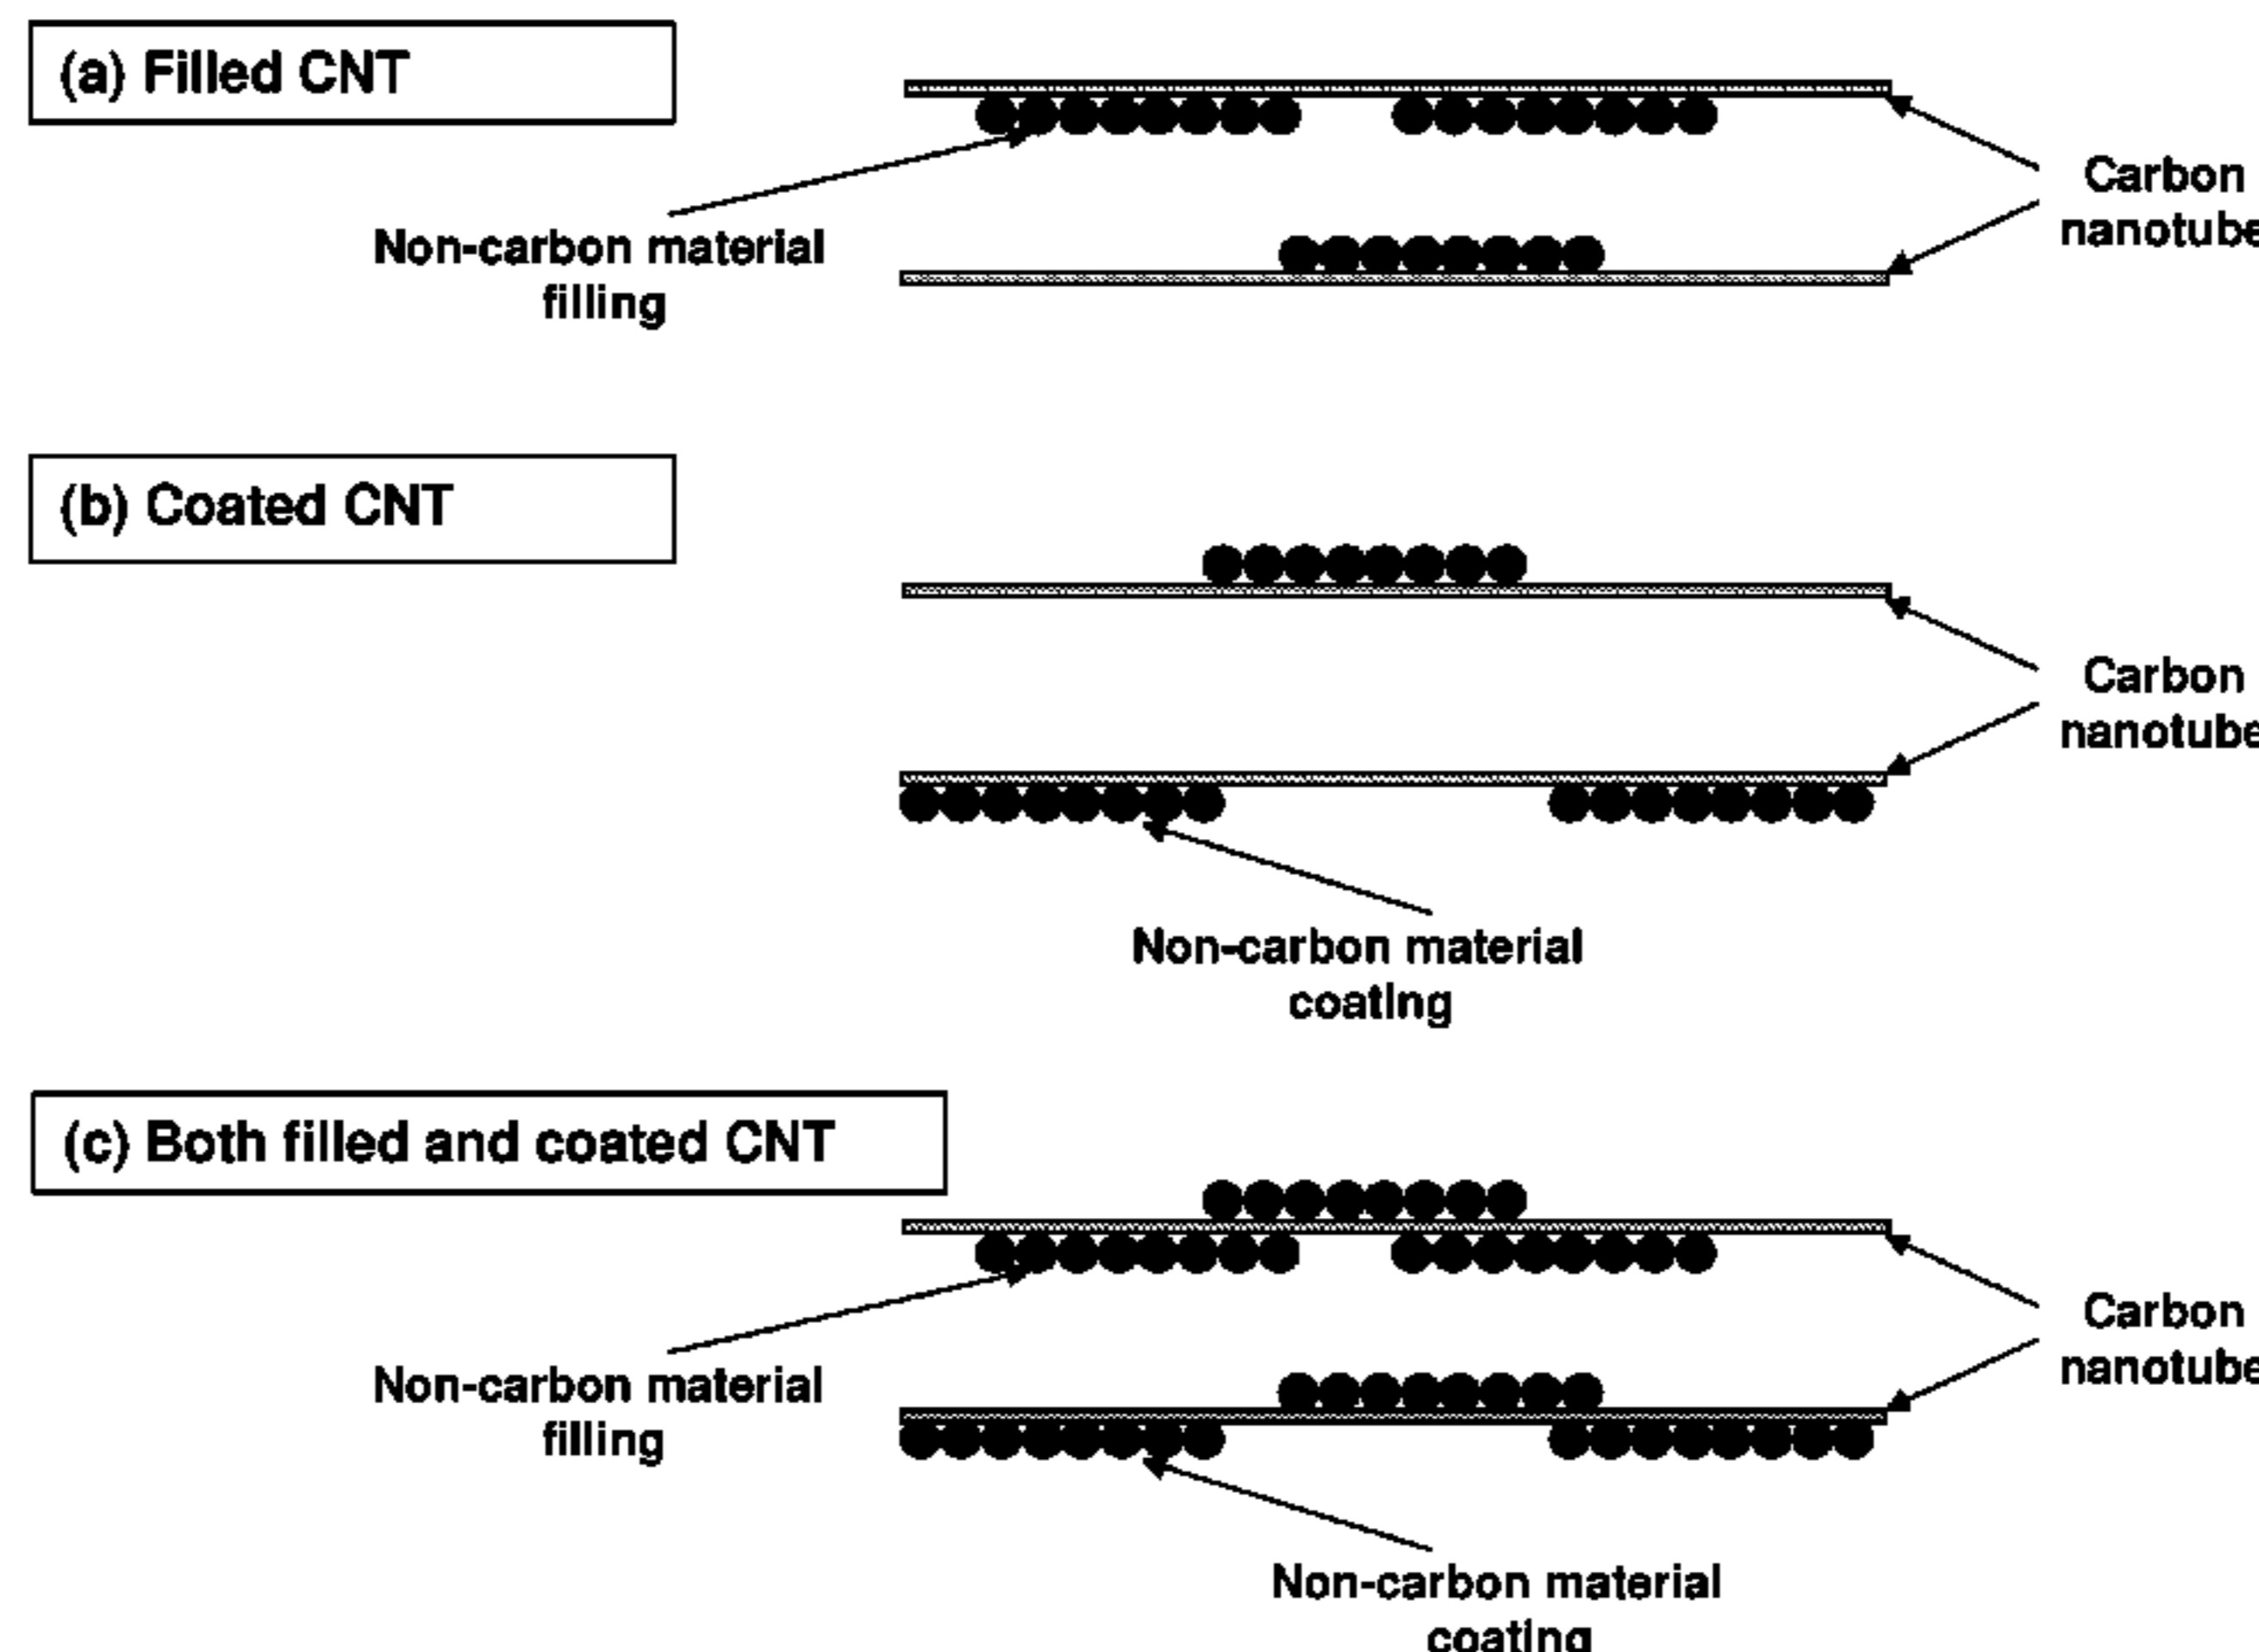 (a) Filled CNT
Carbon
nanotube
Non-carbon material
filling
(b) Coated CNT
Carbon
nanotube
Non-carbon material
coating
(c) Both filled and coated CNT
Carbon
nanotube
Non-carbon material
filling
Non-carbon material
coating